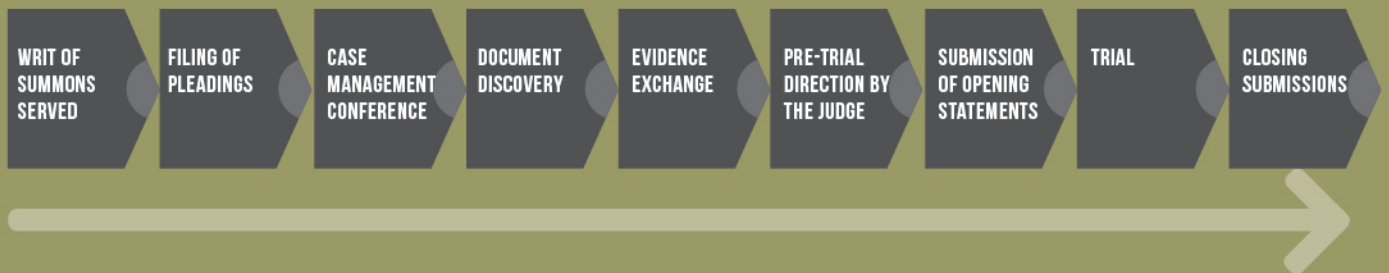 WRIT OF
SUMMONS
SERVED
FILING OF
PLEADINGS
CASE
MANAGEMENT
CONFERENCE
DOCUMENT
DISCOVERY
EVIDENCE
EXCHANGE
PRE-TRIAL
DIRECTION BY
THE JUDGE
SUBMISSION
OF OPENING
STATEMENTS
TRIAL
CLOSING
SUBMISSIONS